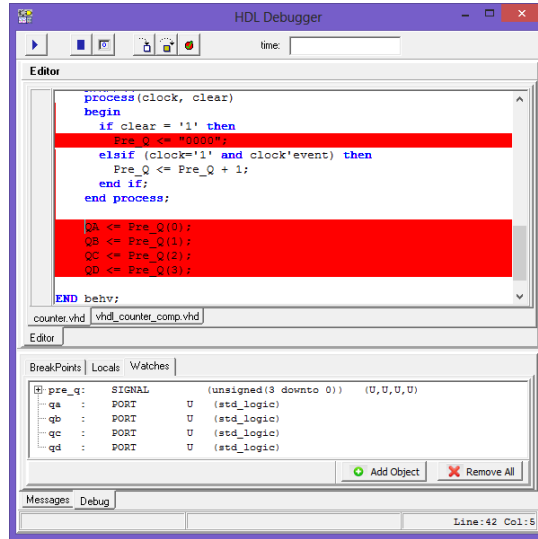 HDL Debugger
time:
Editor
process(clock, clear)
begin
if clear = '1' then
Pre_Q <= "0000";
elsif (clock='1' and clock'event) then
Pre_Q <= Pre_Q + 1;
end if;
end process;
QA <= Pre_Q(0);
QB <= Pre_Q(1);
QC <= Pre_Q(2);
QD <= Pre_Q(3);
END behv;
counter.vhd vhdl_counter_comp.vhd
Editor
BreakPoints Locals Watches
pre_q: SIGNAL (unsigned(3 downto 0)) (U,U,U,U)
qa : PORT U (std_logic)
qb : PORT U (std_logic)
qc : PORT U (std_logic)
qd : PORT U (std_logic)
Add Object Remove All
Messages Debug
Line:42 Col:5